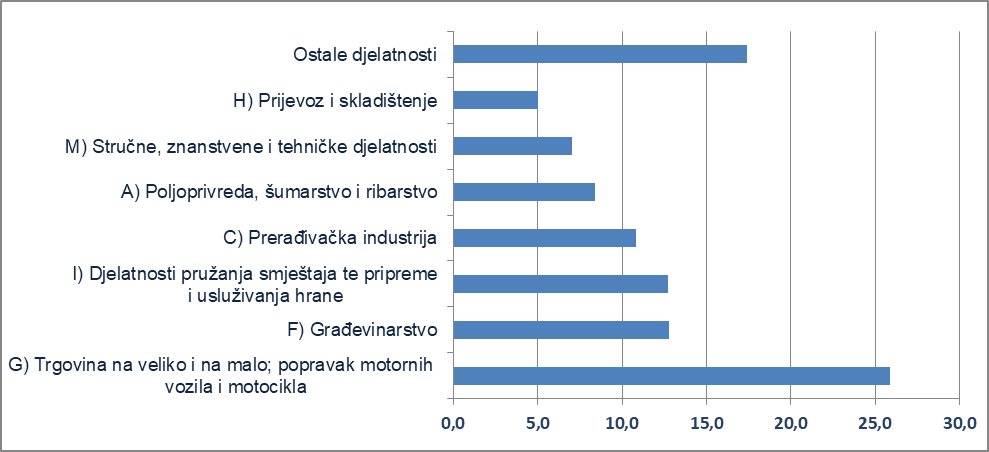 Ostale djelatnosti
H) Prijevoz i skladištenje
M) Stručne, znanstvene i tehničke djelatnosti
A) Poljoprivreda, šumarstvo i ribarstvo
C) Prerađivačka industrija
I) Djelatnosti pružanja smještaja te pripreme
i usluživanja hrane
F) Građevinarstvo
G) Trgovina na veliko i na malo; popravak motornih
vozila i motocikla
0,0 5,0 10,0 15,0 20,0 25,0 30,0